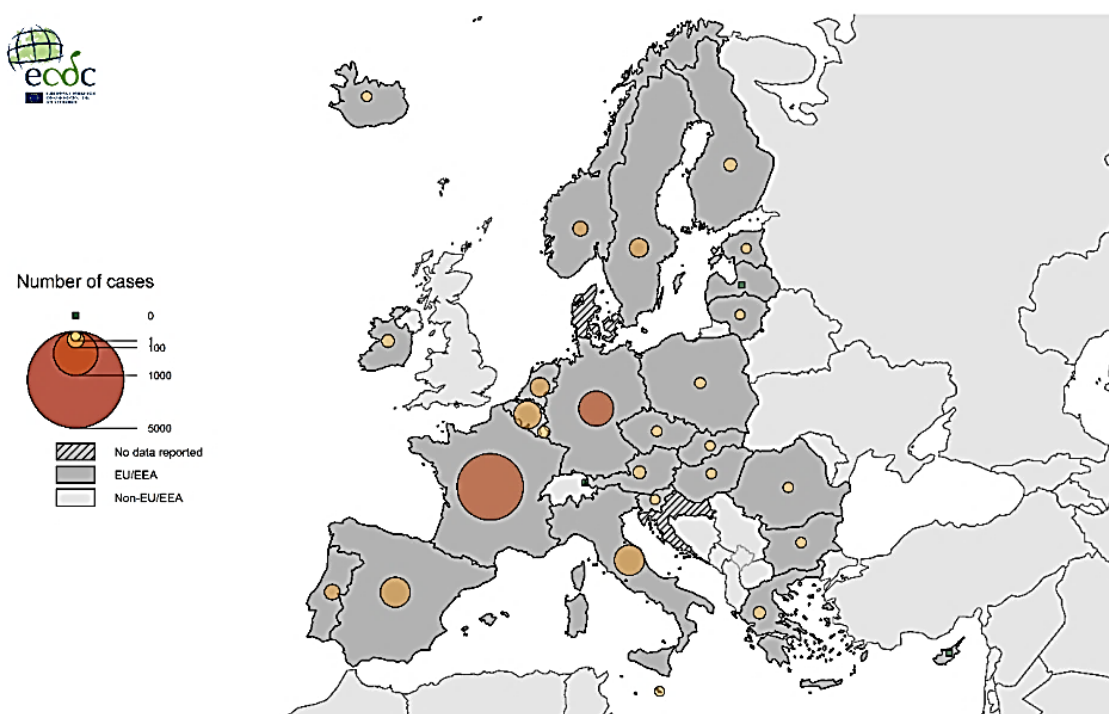 ecdc
Number of cases
0
1
100
1000
5000
No data reported
EU/EEA
Non-EU/EEA